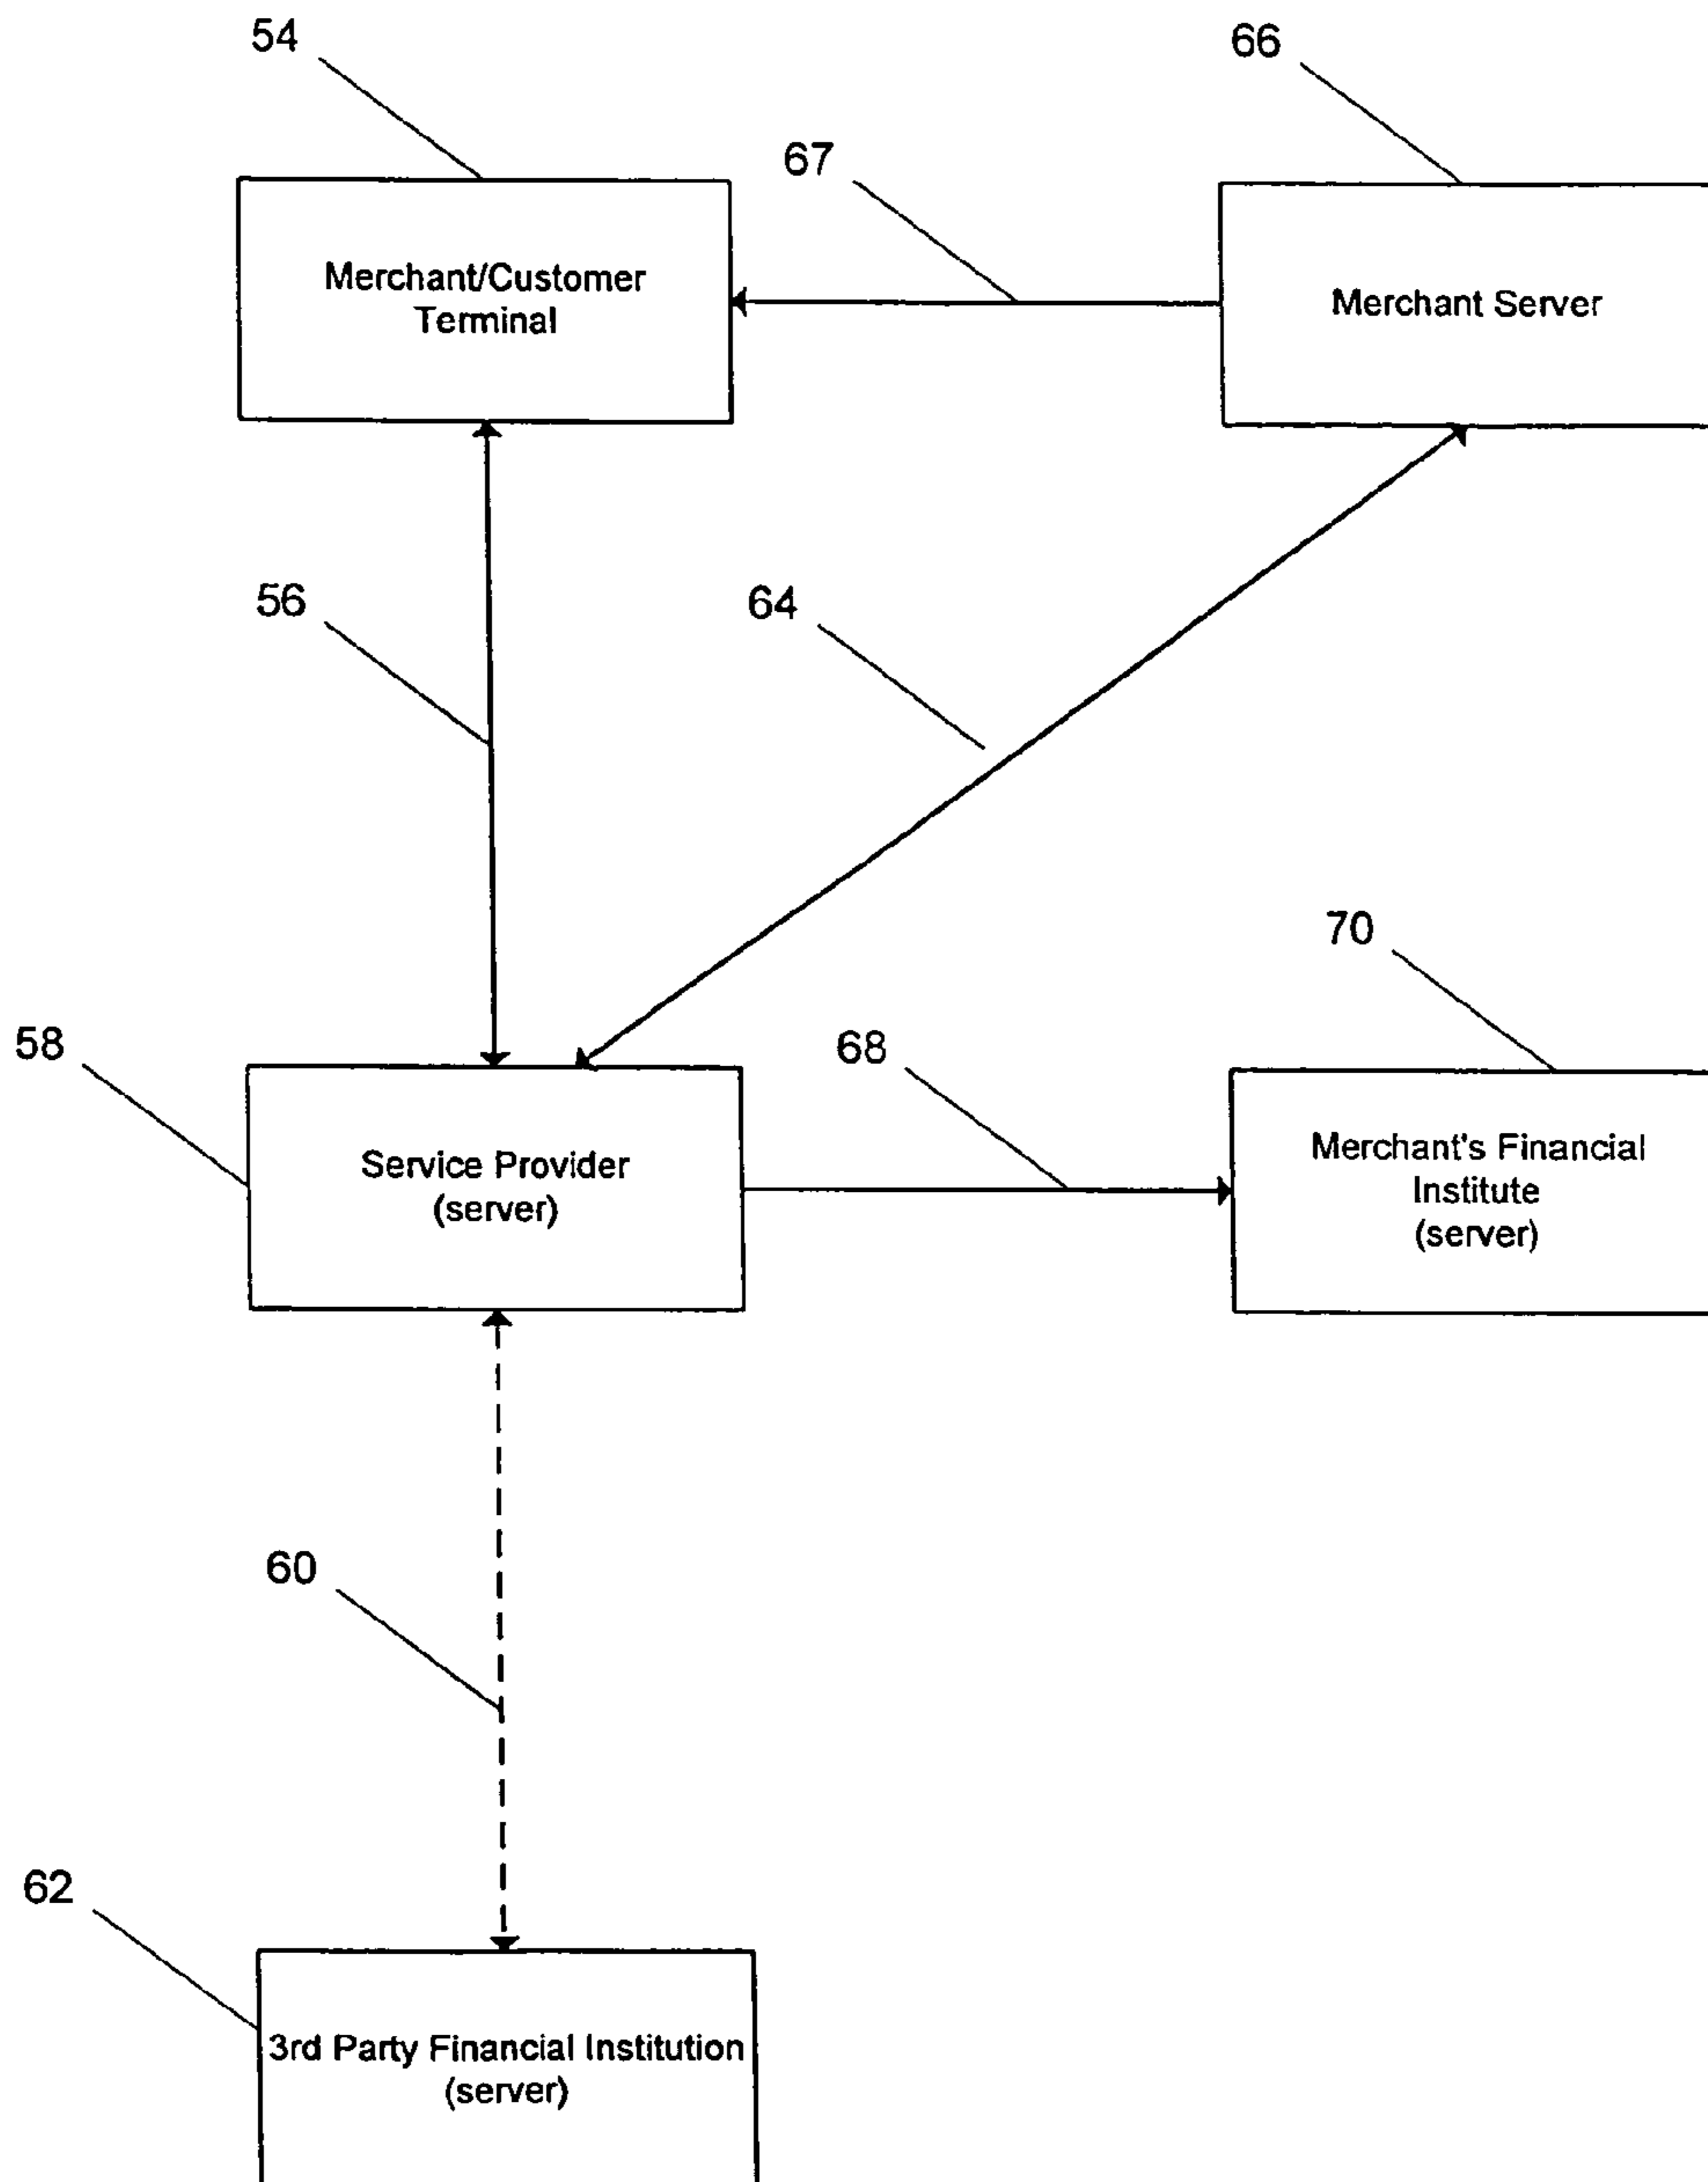 54
66
67
Merchant/Customer
Terminal
Merchant Server
56
64
70
58
68
Service Provider
(server)
Merchant's Financial
Institute
(server)
60
62
3rd Party Financial Institution
(server)